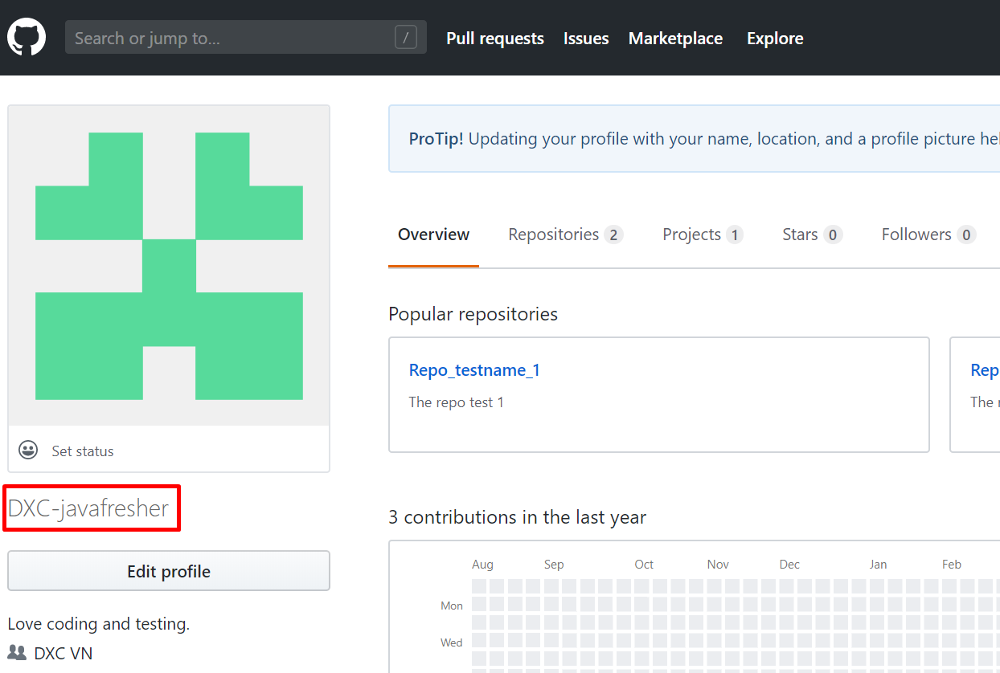 Search or jump to... /
Pull requests Issues Marketplace Explore
ProTip! Updating your profile with your name, location, and a profile picture
Overview Repositories 2 Projects 1 Stars 0 Followers 0
Popular repositories
Repo_testname_1
The repo test 1
Rep
The
Set status
DXC-javafresher
Edit profile
Love coding and testing.
DXC VN
3 contributions in the last year
Aug Sep Oct Nov Dec Jan Feb
Mon
Wed